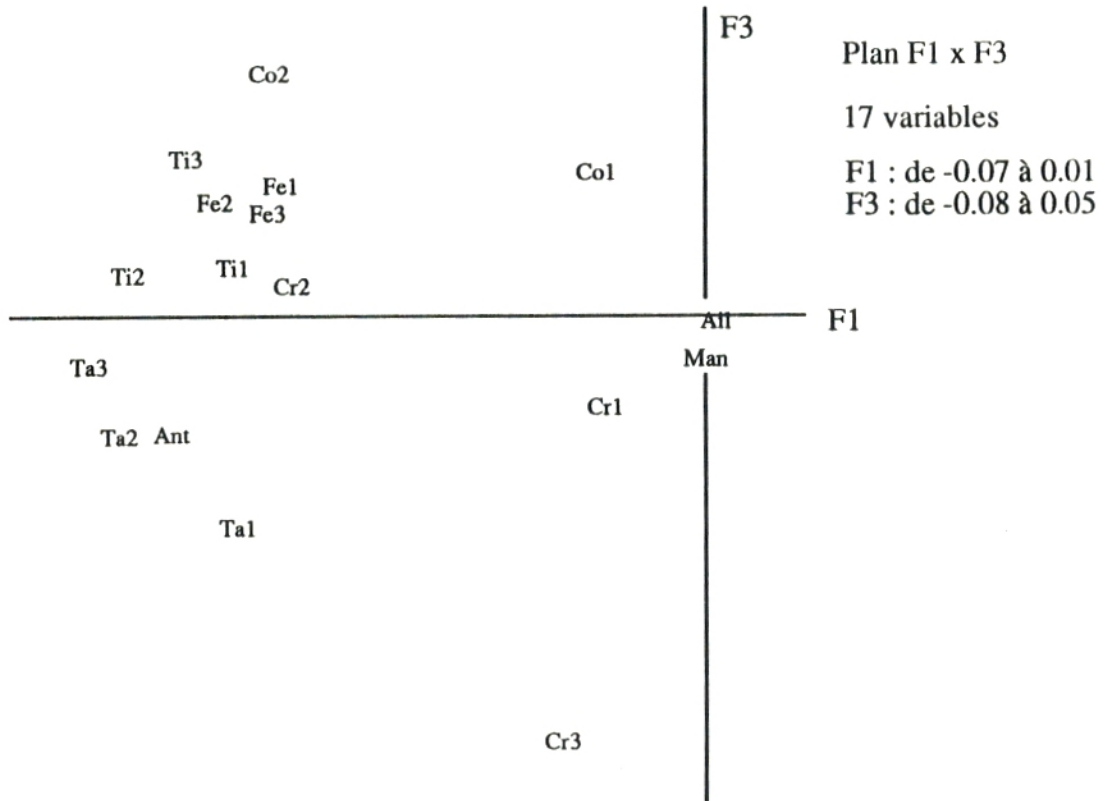 F3
Plan F1 x F3
17 variables
F1 : de -0.07 à 0.01
F3 : de -0.08 à 0.05
Co2
Ti3
Co1
Fe1
Fe2
Fe3
Ti1
Ti2
Cr2
All
F1
Man
Ta3
Cr1
Ta2 Ant
Ta1
Cr3